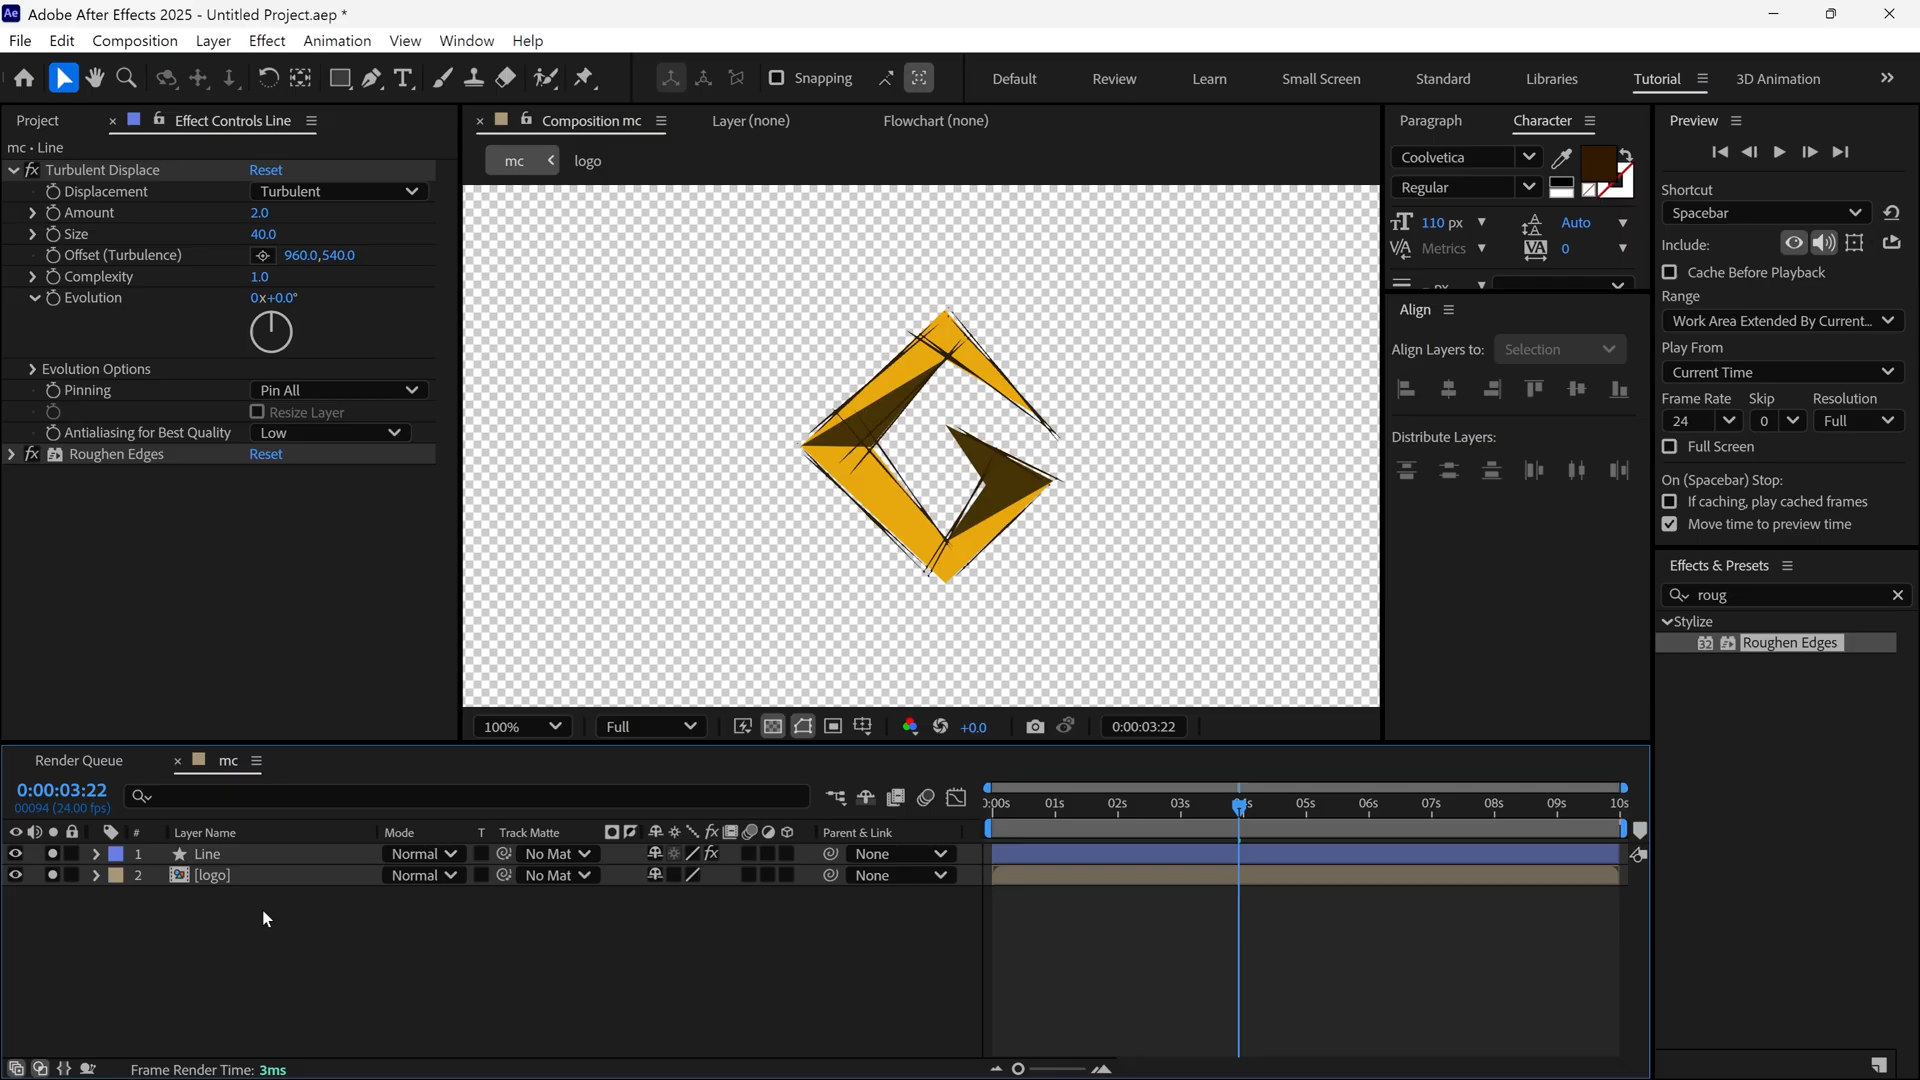 Adobe After Effects 2025 - Untitled Project.aep *
File Edit Composition Layer Effect Animation View Window Help
Snapping
Default Review Learn Small Screen Standard Libraries Tutorial 3D Animation
Project
Effect Controls Line
mc • Line
Turbulent Displace Reset
Displacement Turbulent
Amount 2.0
Size 40.0
Offset (Turbulence) 960.0,540.0
Complexity 1.0
Evolution 0x+0.0°
Evolution Options
Pinning Pin All
Resize Layer
Antialiasing for Best Quality Low
Roughen Edges Reset
Composition mc
Layer (none)
Flowchart (none)
mc
logo
100%
Full
+0.0
0:00:03:22
Paragraph
Character
Coolvetica
Regular
110 px
Auto
Metrics
0
- px
Align
Align Layers to: Selection
Distribute Layers:
Preview
Shortcut
Spacebar
Include:
Cache Before Playback
Range
Work Area Extended By Current...
Play From
Current Time
Frame Rate Skip Resolution
24 0 Full
Full Screen
On (Spacebar) Stop:
If caching, play cached frames
Move time to preview time
Effects & Presets
roug
Stylize
32 Roughen Edges
Render Queue
mc
0:00:03:22
00094 (24.00 fps)
# Layer Name Mode T Track Matte fx Parent & Link
1 Line Normal No Mat fx None
2 [logo] Normal No Mat None
01s 02s 03s 05s 06s 07s 08s 09s 10s
Frame Render Time: 3ms